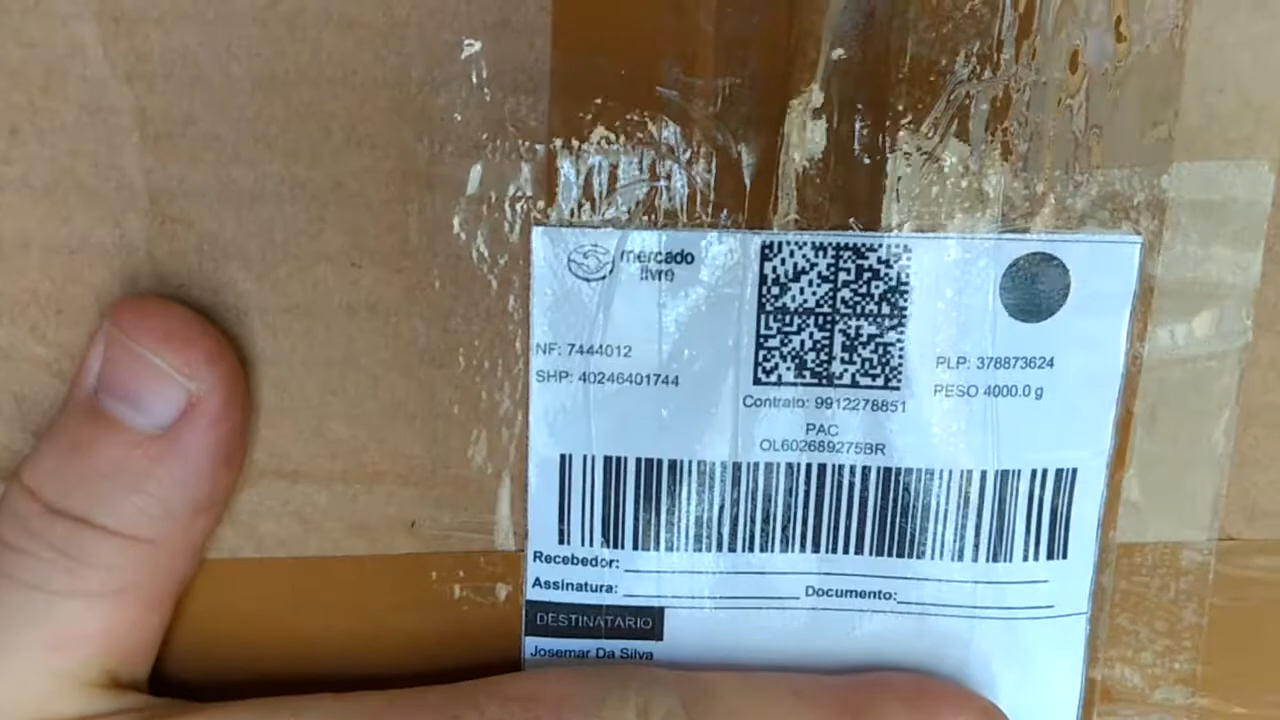 mercado
livre
NF: 7444012
SHP: 40246401744
PLP: 378873624
PESO 4000.0 g
Contrato: 9912278851
PAC
OL602689275BR
Recebedor:
Assinatura: Documento:
DESTINATARIO
Josemar Da Silva